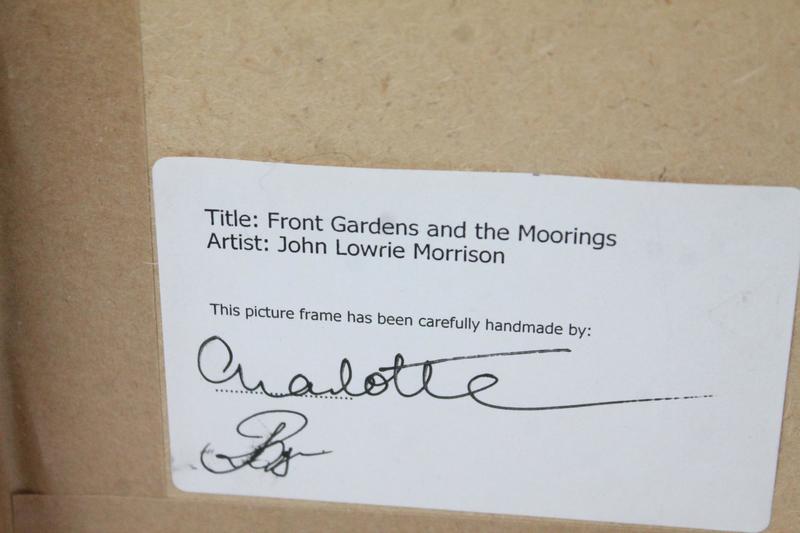 Title: Front Gardens and the Moorings
Artist: John Lowrie Morrison
This picture frame has been carefully handmade by:
Charlotte